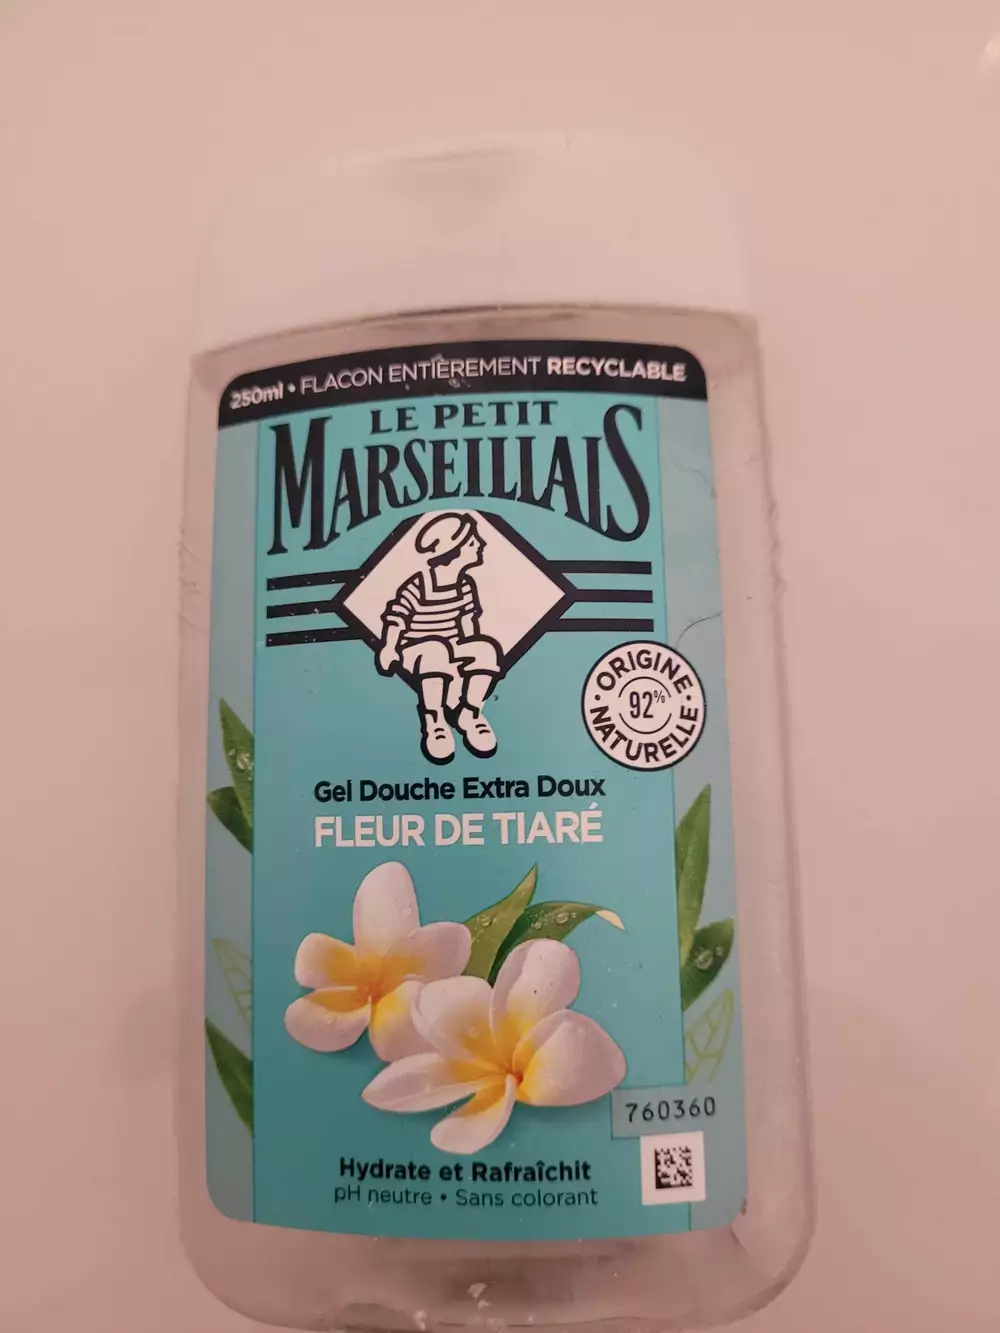 250ml • FLACON ENTIÈREMENT RECYCLABLE
LE PETIT
MARSEILLAIS
ORIGINE
92%
NATURELLE
Gel Douche Extra Doux
FLEUR DE TIARÉ
760360
Hydrate et Rafraîchit
pH neutre • Sans colorant